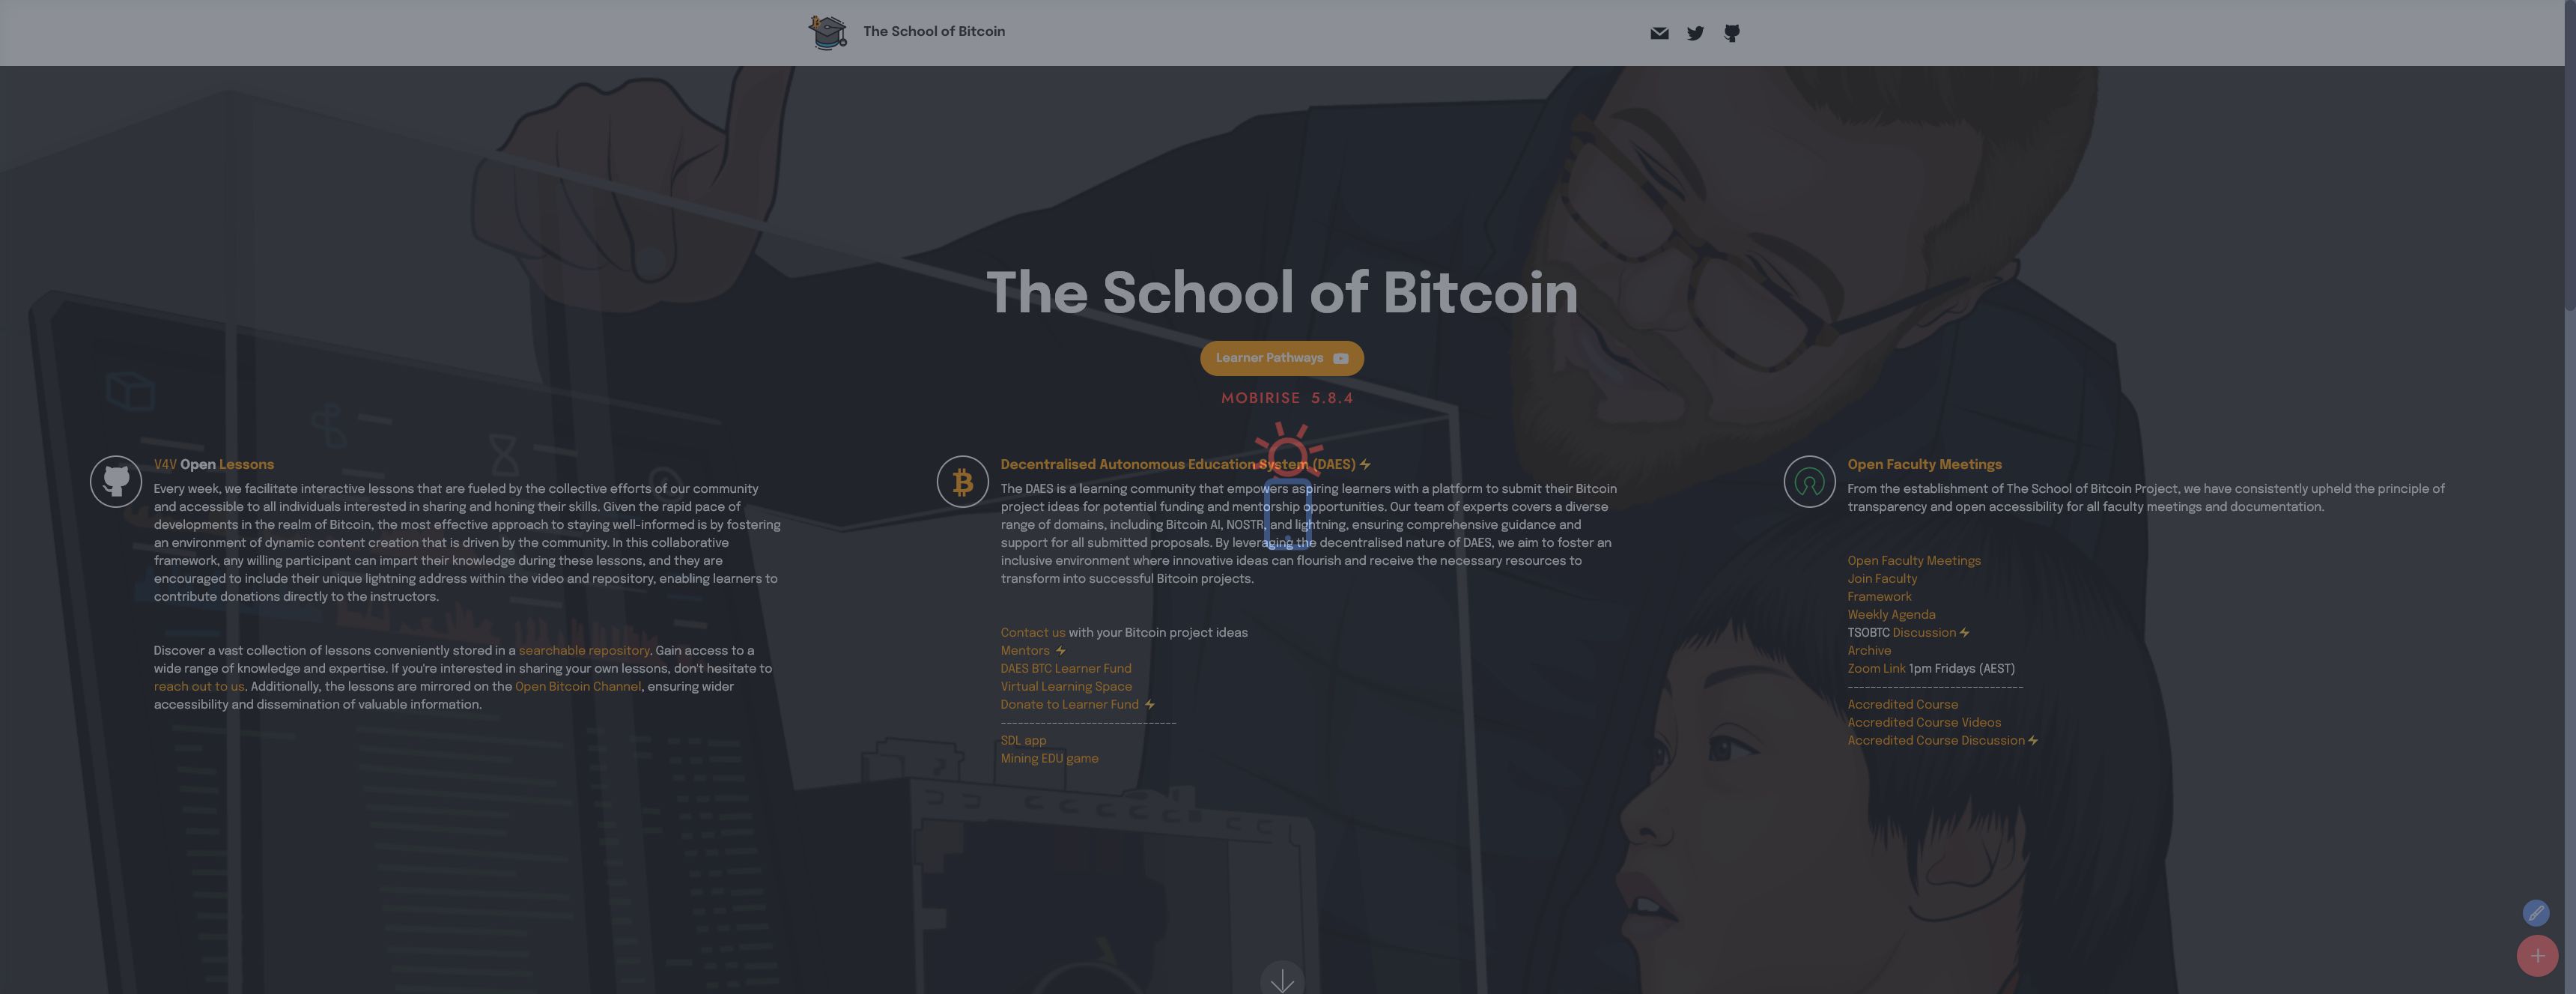 The School of Bitcoin
The School of Bitcoin
Learner Pathways
MOBIRISE 5.8.4
V4V Open Lessons
Every week, we facilitate interactive lessons that are fueled by the collective efforts of our community
and accessible to all individuals interested in sharing and honing their skills. Given the rapid pace of
developments in the realm of Bitcoin, the most effective approach to staying well-informed is by fostering
an environment of dynamic content creation that is driven by the community. In this collaborative
framework, any willing participant can impart their knowledge during these lessons, and they are
encouraged to include their unique lightning address within the video and repository, enabling learners to
contribute donations directly to the instructors.
Discover a vast collection of lessons conveniently stored in a searchable repository. Gain access to a
wide range of knowledge and expertise. If you're interested in sharing your own lessons, don't hesitate to
reach out to us. Additionally, the lessons are mirrored on the Open Bitcoin Channel, ensuring wider
accessibility and dissemination of valuable information.
Decentralised Autonomous Education System (DAES)
The DAES is a learning community that empowers aspiring learners with a platform to submit their Bitcoin
project ideas for potential funding and mentorship opportunities. Our team of experts covers a diverse
range of domains, including Bitcoin AI, NOSTR, and lightning, ensuring comprehensive guidance and
support for all submitted proposals. By leveraging the decentralised nature of DAES, we aim to foster an
inclusive environment where innovative ideas can flourish and receive the necessary resources to
transform into successful Bitcoin projects.
Contact us with your Bitcoin project ideas
Mentors
DAES BTC Learner Fund
Virtual Learning Space
Donate to Learner Fund
-------------------------------
SDL app
Mining EDU game
Open Faculty Meetings
From the establishment of The School of Bitcoin Project, we have consistently upheld the principle of
transparency and open accessibility for all faculty meetings and documentation.
Open Faculty Meetings
Join Faculty
Framework
Weekly Agenda
TSOBTC Discussion
Archive
Zoom Link 1pm Fridays (AEST)
-------------------------------
Accredited Course
Accredited Course Videos
Accredited Course Discussion